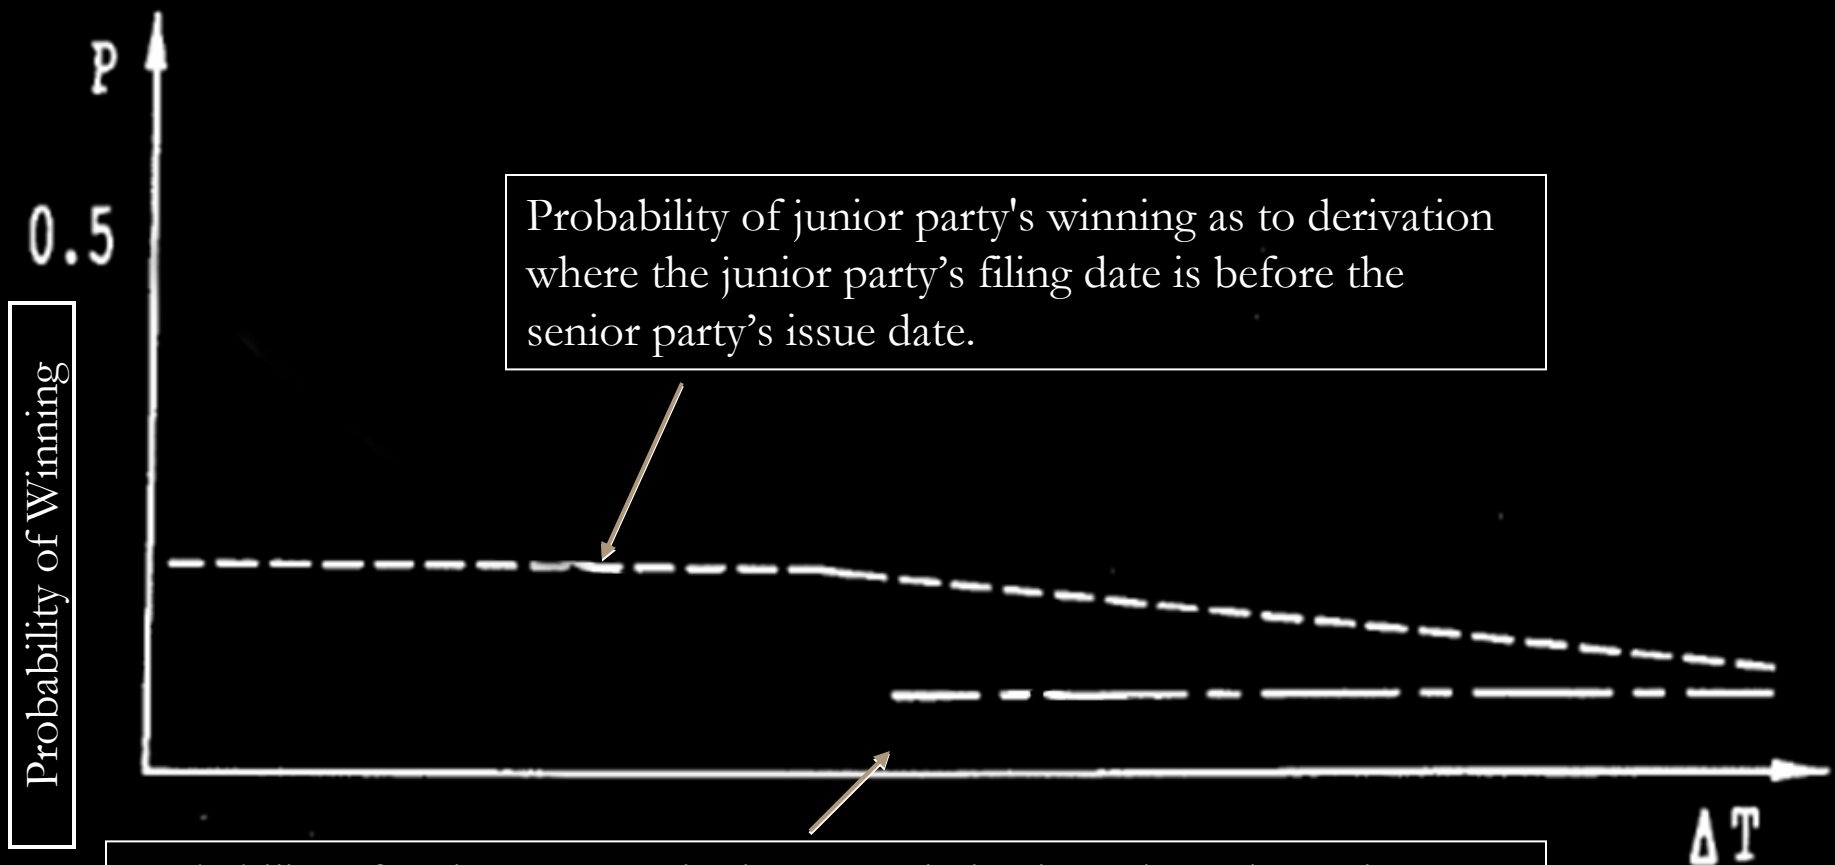 P
0.5
Probability of junior party's winning as to derivation
where the junior party’s filing date is before the
senior party’s issue date.
Probability of Winning
ΔT